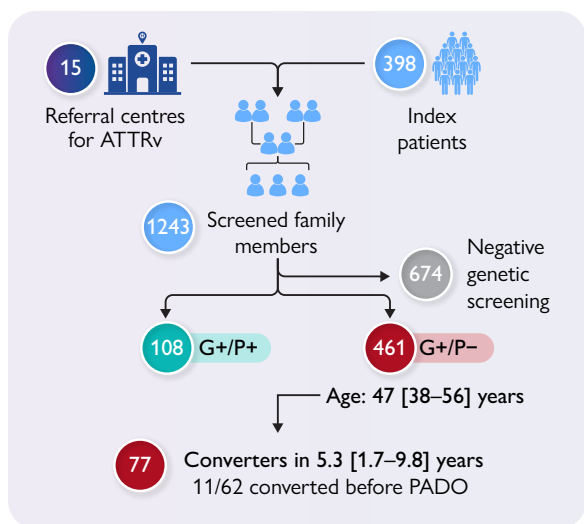 15
398
Referral centres
for ATTRv
Index
patients
1243
Screened family
members
674
Negative
genetic
screening
108 G+/P+
461 G+/P−
Age: 47 [38–56] years
77
Converters in 5.3 [1.7–9.8] years
11/62 converted before PADO